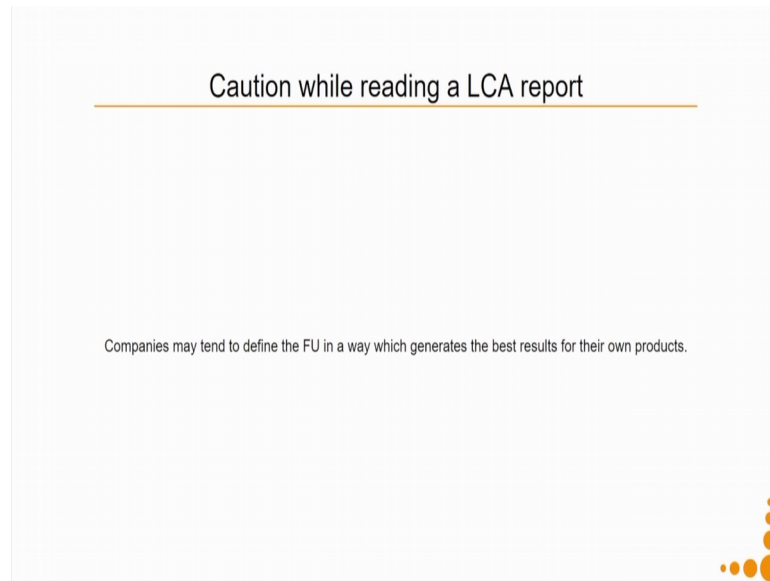 Caution while reading a LCA report
Companies may tend to define the FU in a way which generates the best results for their own products.